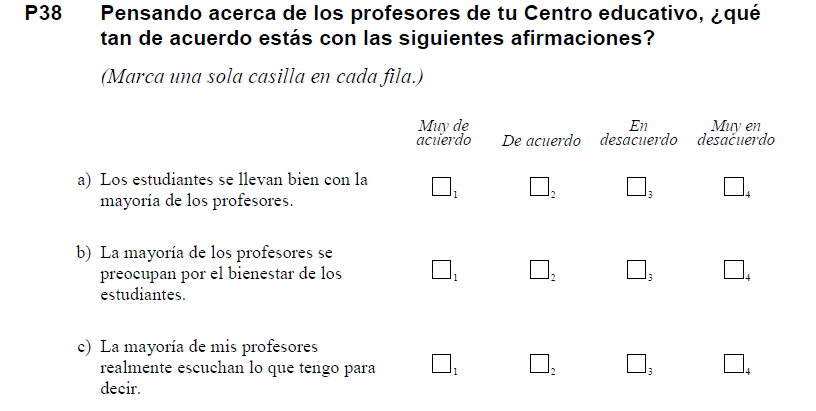 P38 Pensando acerca de los profesores de tu Centro educativo, ¿qué
tan de acuerdo estás con las siguientes afirmaciones?
(Marca una sola casilla en cada fila.)
Muy de acuerdo De acuerdo En desacuerdo Muy en desacuerdo
a) Los estudiantes se llevan bien con la
mayoría de los profesores.
1 2 3 4
b) La mayoría de los profesores se
preocupan por el bienestar de los
estudiantes.
1 2 3 4
c) La mayoría de mis profesores
realmente escuchan lo que tengo para
decir.
1 2 3 4